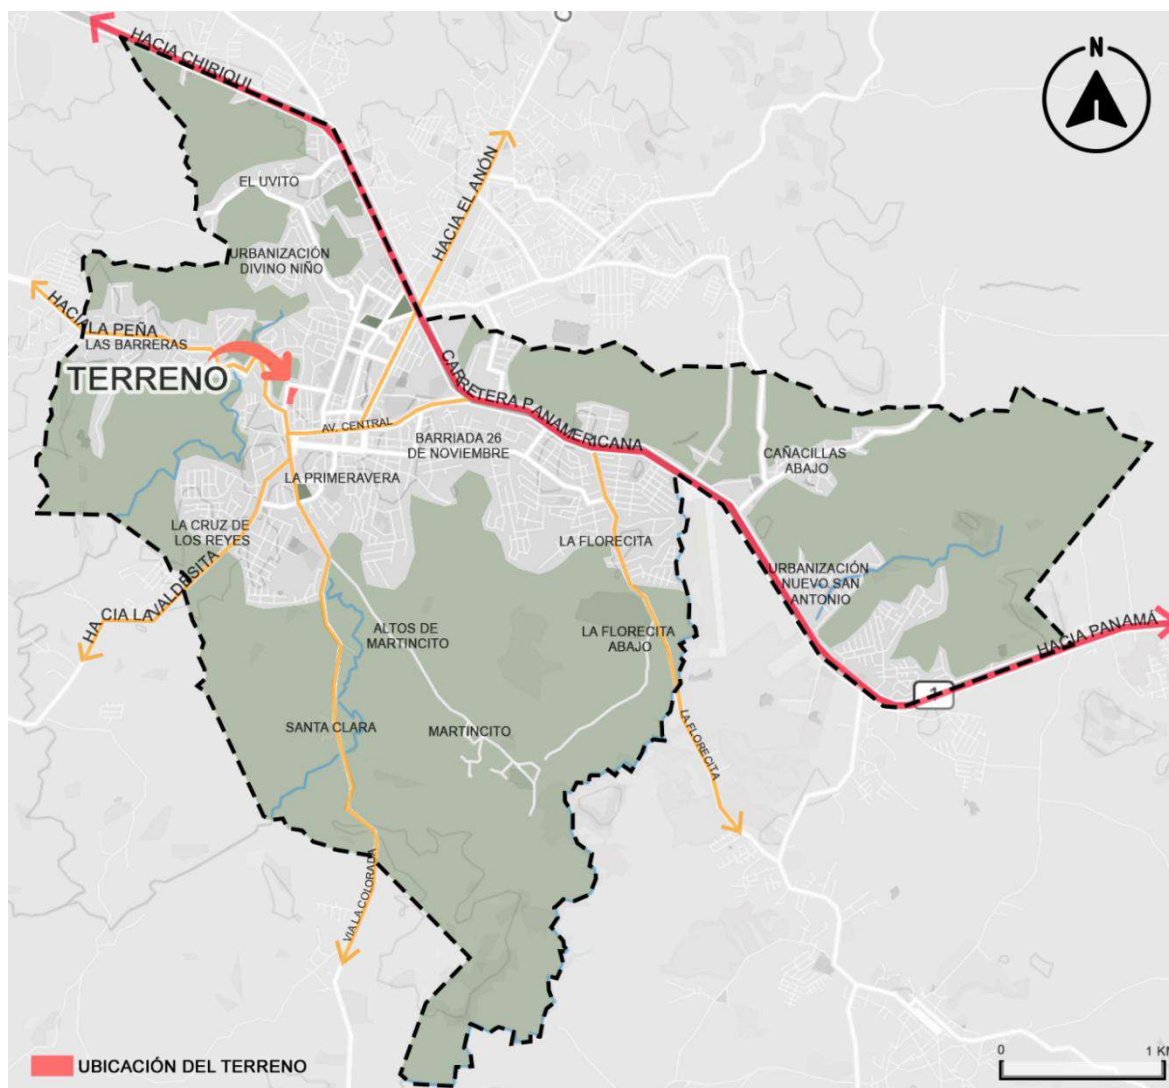 N
HACIA CHIRIQUI
HACIA EL ANÓN
EL UVITO
URBANIZACIÓN
DIVINO NIÑO
HACIA LA PEÑA
LAS BARRERAS
TERRENO
CARRETERA PANAMERICANA
AV. CENTRAL
BARRIADA 26
DE NOVIEMBRE
CAÑACILLAS
ABAJO
LA PRIMERAVERA
LA CRUZ DE
LOS REYES
LA FLORECITA
URBANIZACIÓN
NUEVO SAN
ANTONIO
HA CIA LA VALDESITA
ALTOS DE
MARTINCITO
LA FLORECITA
ABAJO
HACIA PANAMÁ
1
SANTA CLARA
MARTINCITO
LA FLORECITA
VIA LA COLORADA
UBICACIÓN DEL TERRENO
0 1 KM